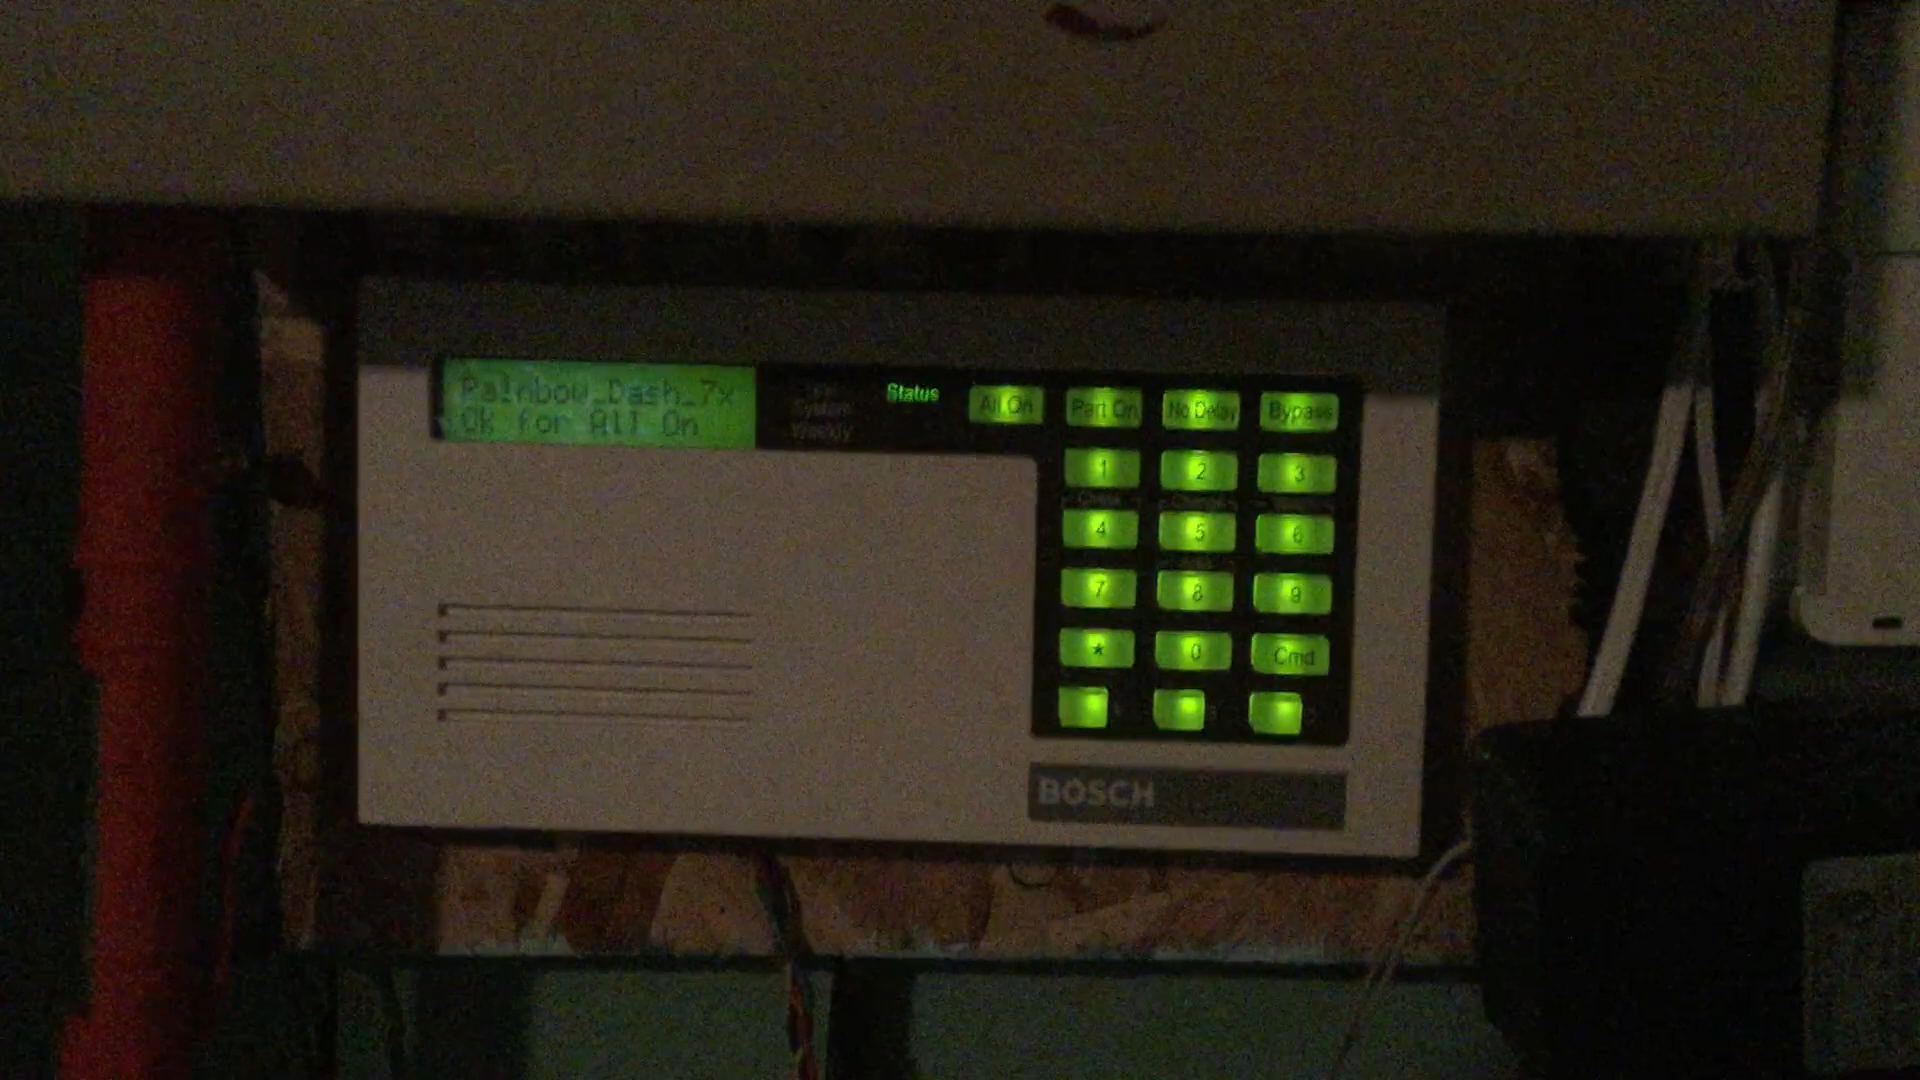 Rainbow_Dash_7x
Ok for All On
Status
All On
Part On
No Delay
Bypass
1
2
3
4
5
6
7
8
9
*
0
Cmd
BOSCH